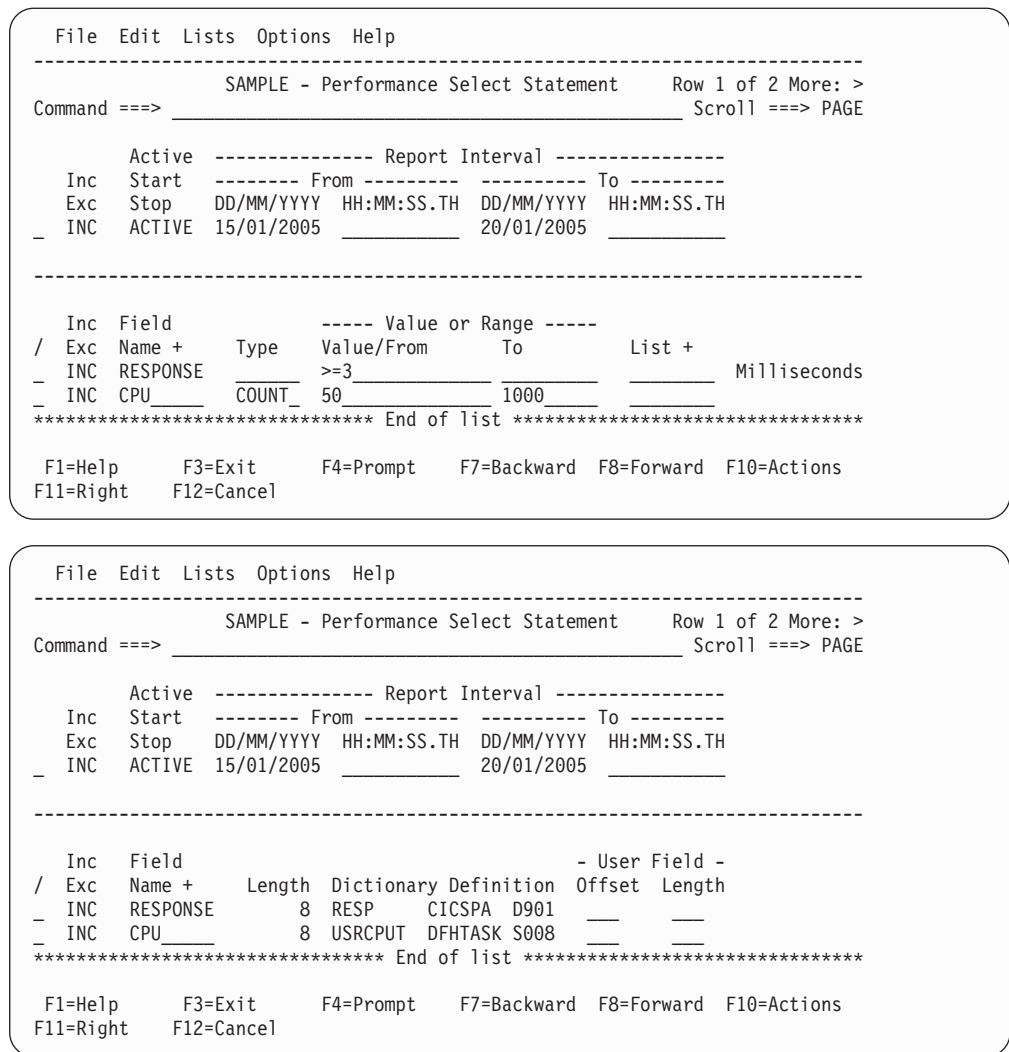 File Edit Lists Options Help
------------------------------------------------------------------------------
SAMPLE - Performance Select Statement Row 1 of 2 More: >
Command ===> ________________________________________________ Scroll ===> PAGE
Active --------------- Report Interval ----------------
Inc Start -------- From --------- ---------- To ---------
Exc Stop DD/MM/YYYY HH:MM:SS.TH DD/MM/YYYY HH:MM:SS.TH
_ INC ACTIVE 15/01/2005 ___________ 20/01/2005 ___________
------------------------------------------------------------------------------
Inc Field ----- Value or Range -----
/ Exc Name + Type Value/From To List +
_ INC RESPONSE ______ >=3_____________ _________ ________ Milliseconds
_ INC CPU_____ COUNT_ 50______________ 1000_____ ________
******************************** End of list *********************************
F1=Help F3=Exit F4=Prompt F7=Backward F8=Forward F10=Actions
F11=Right F12=Cancel
File Edit Lists Options Help
------------------------------------------------------------------------------
SAMPLE - Performance Select Statement Row 1 of 2 More: >
Command ===> ________________________________________________ Scroll ===> PAGE
Active --------------- Report Interval ----------------
Inc Start -------- From --------- ---------- To ---------
Exc Stop DD/MM/YYYY HH:MM:SS.TH DD/MM/YYYY HH:MM:SS.TH
_ INC ACTIVE 15/01/2005 ___________ 20/01/2005 ___________
------------------------------------------------------------------------------
Inc Field - User Field -
/ Exc Name + Length Dictionary Definition Offset Length
_ INC RESPONSE 8 RESP CICSPA D901 ___ ___
_ INC CPU_____ 8 USRCPUT DFHTASK S008 ___ ___
********************************* End of list ********************************
F1=Help F3=Exit F4=Prompt F7=Backward F8=Forward F10=Actions
F11=Right F12=Cancel